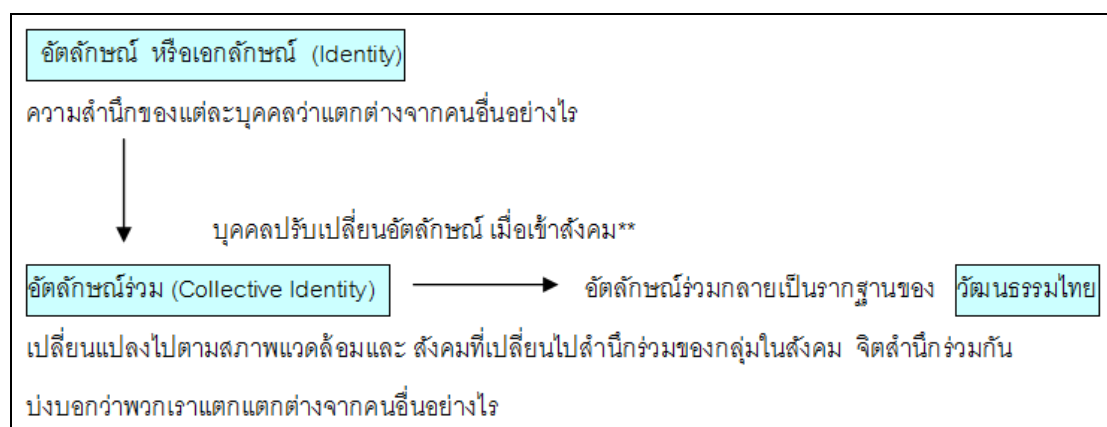 อัตลักษณ์ หรือเอกลักษณ์ (Identity)
ความสำนึกของแต่ละบุคคลว่าแตกต่างจากคนอื่นอย่างไร
บุคคลปรับเปลี่ยนอัตลักษณ์ เมื่อเข้าสังคม**
อัตลักษณ์ร่วม (Collective Identity) อัตลักษณ์ร่วมกลายเป็นรากฐานของ วัฒนธรรมไทย
เปลี่ยนแปลงไปตามสภาพแวดล้อมและ สังคมที่เปลี่ยนไปสำนึกร่วมของกลุ่มในสังคม จิตสำนึกร่วมกัน
บ่งบอกว่าพวกเราแตกแตกต่างจากคนอื่นอย่างไร